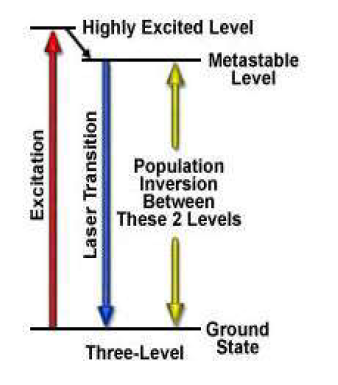 Highly Excited Level
Metastable
Level
Excitation
Laser Transition
Population
Inversion
Between
These 2 Levels
Ground
State
Three-Level